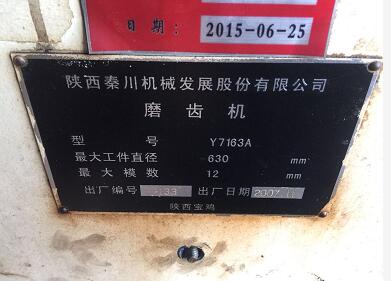 日期: 2015-06-25
陕西秦川机械发展股份有限公司
磨齿机
型号 Y7163A
最大工件直径 630 mm
最大模数 12 mm
出厂编号 出厂日期
陕西宝鸡